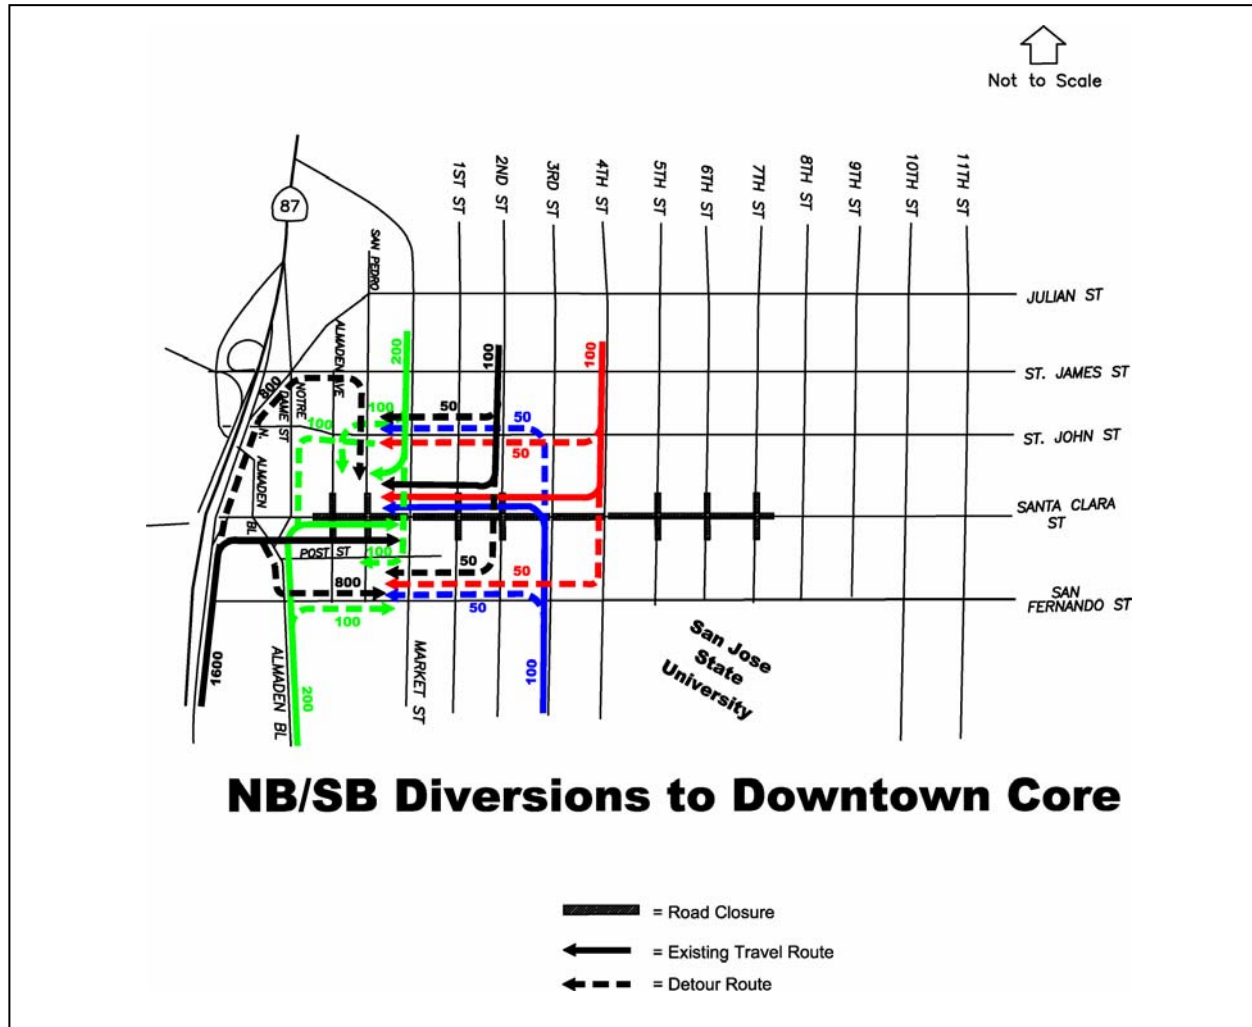 Not to Scale
87
1ST ST
2ND ST
3RD ST
4TH ST
5TH ST
6TH ST
7TH ST
8TH ST
9TH ST
10TH ST
11TH ST
SAN PEDRO
JULIAN ST
ALMADEN AVE
200
100
100
ST. JAMES ST
800
NOTRE
DAME ST
100
100
50
50
50
ST. JOHN ST
N.
ALMADEN
BL
SANTA CLARA
ST
POST ST
100
50
50
800
50
100
SAN
FERNANDO ST
1600
ALMADEN BL
200
MARKET ST
100
San Jose
State
University
NB/SB Diversions to Downtown Core
= Road Closure
= Existing Travel Route
= Detour Route